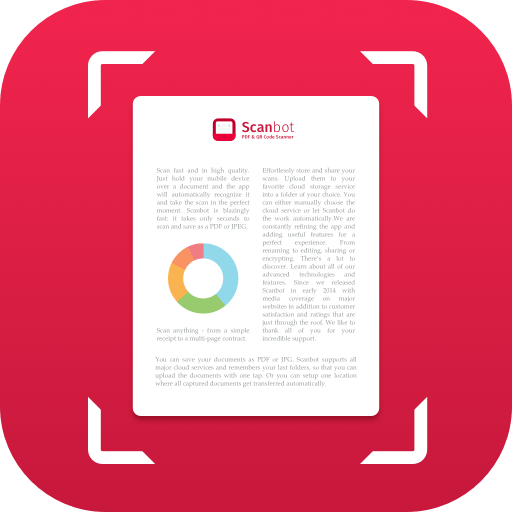 Scanbot
PDF & QR Code Scanner
Scan fast and in high quality.
Just hold your mobile device
over a document and the app
will automatically recognize it
and take the scan in the perfect
moment. Scanbot is blazingly
fast: it takes only seconds to
scan and save as a PDF or JPEG.
Scan anything - from a simple
receipt to a multi-page contract.
Effortlessly store and share your
scans. Upload them to your
favorite cloud storage service
into a folder of your choice. You
can either manually choose the
cloud service or let Scanbot do
the work automatically.We are
constantly refining the app and
adding useful features for a
perfect experience. From
renaming to editing, sharing or
encrypting. There's a lot to
discover. Learn about all of our
advanced technologies and
features. Since we released
Scanbot in early 2014 with
media coverage on major
websites in addition to customer
satisfaction and ratings that are
just through the roof. We like to
thank all of you for your
incredible support.
You can save your documents as PDF or JPG. Scanbot supports all
major cloud services and remembers your last folders, so that you can
upload the documents with one tap. Or you can setup one location
where all captured documents get transferred automatically.